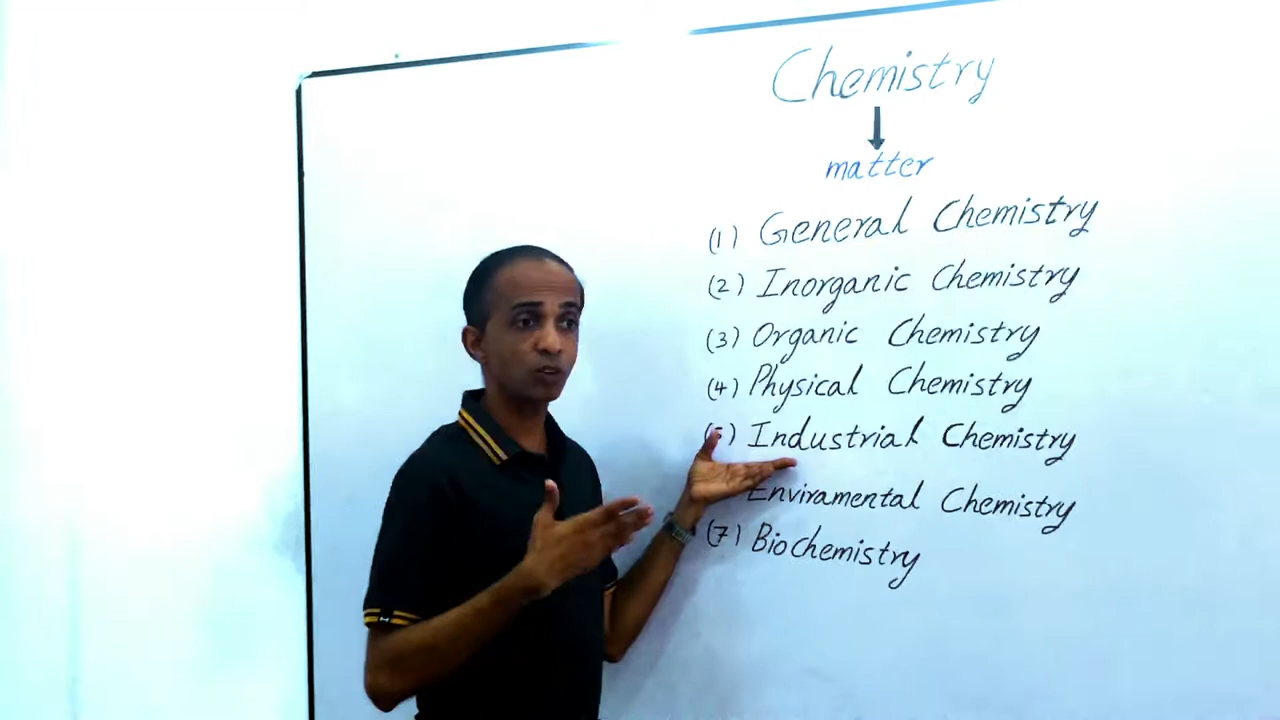 Chemistry
matter
(1) General Chemistry
(2) Inorganic Chemistry
(3) Organic Chemistry
(4) Physical Chemistry
(5) Industrial Chemistry
Enviramental Chemistry
(7) Biochemistry